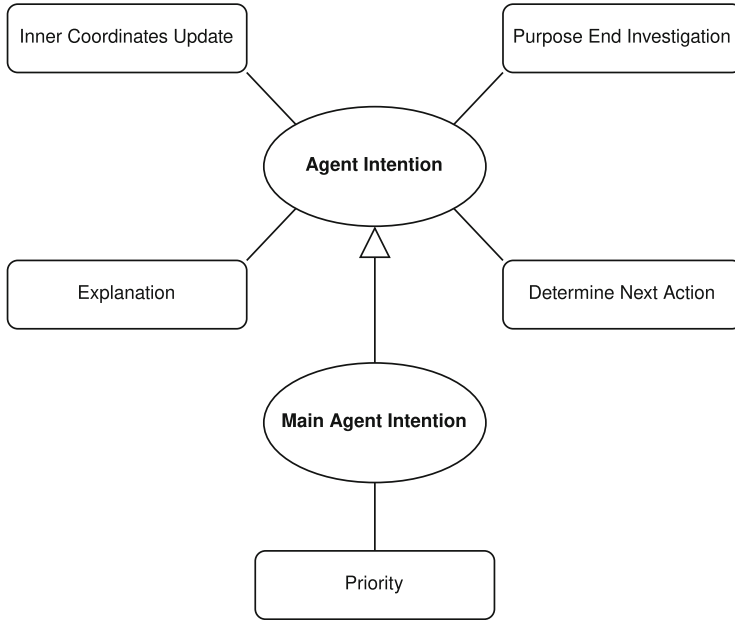 Inner Coordinates Update
Purpose End Investigation
Agent Intention
Explanation
Determine Next Action
Main Agent Intention
Priority